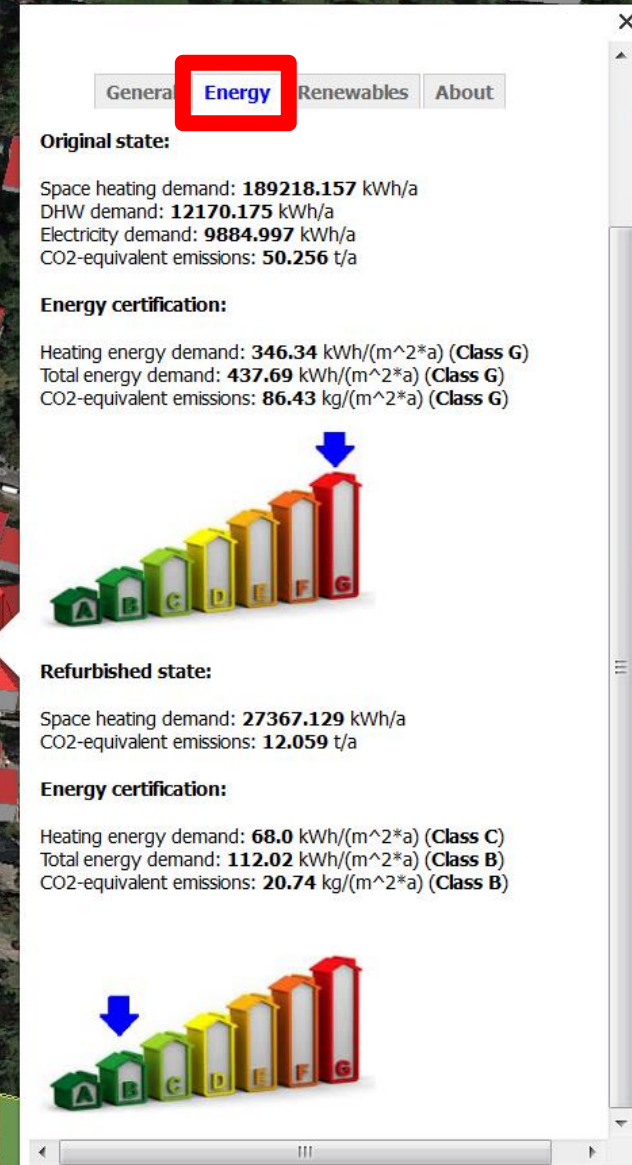 General Energy Renewables About
Original state:
Space heating demand: 189218.157 kWh/a
DHW demand: 12170.175 kWh/a
Electricity demand: 9884.997 kWh/a
CO2-equivalent emissions: 50.256 t/a
Energy certification:
Heating energy demand: 346.34 kWh/(m^2*a) (Class G)
Total energy demand: 437.69 kWh/(m^2*a) (Class G)
CO2-equivalent emissions: 86.43 kg/(m^2*a) (Class G)
A B C D E F G
Refurbished state:
Space heating demand: 27367.129 kWh/a
CO2-equivalent emissions: 12.059 t/a
Energy certification:
Heating energy demand: 68.0 kWh/(m^2*a) (Class C)
Total energy demand: 112.02 kWh/(m^2*a) (Class B)
CO2-equivalent emissions: 20.74 kg/(m^2*a) (Class B)
A B C D E F G